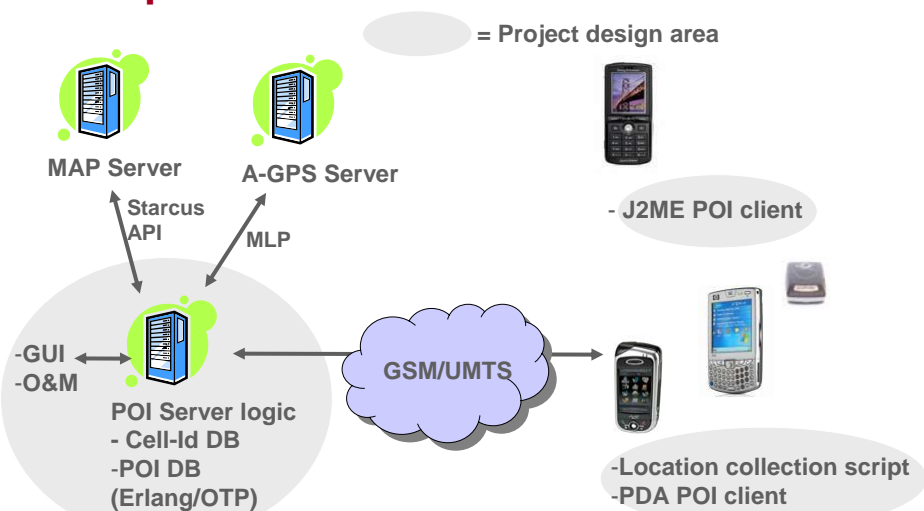 = Project design area
MAP Server
A-GPS Server
Starcus
API
MLP
- J2ME POI client
-GUI
-O&M
GSM/UMTS
POI Server logic
- Cell-Id DB
-POI DB
(Erlang/OTP)
-Location collection script
-PDA POI client